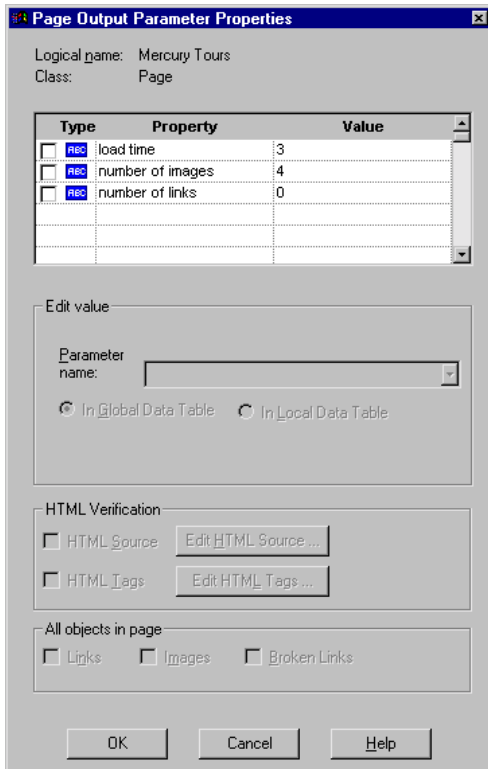 Page Output Parameter Properties
Logical name: Mercury Tours
Class: Page
Type Property Value
ABC load time 3
ABC number of images 4
ABC number of links 0
Edit value
Parameter
name:
In Global Data Table In Local Data Table
HTML Verification
HTML Source Edit HTML Source ...
HTML Tags Edit HTML Tags ...
All objects in page
Links Images Broken Links
OK Cancel Help